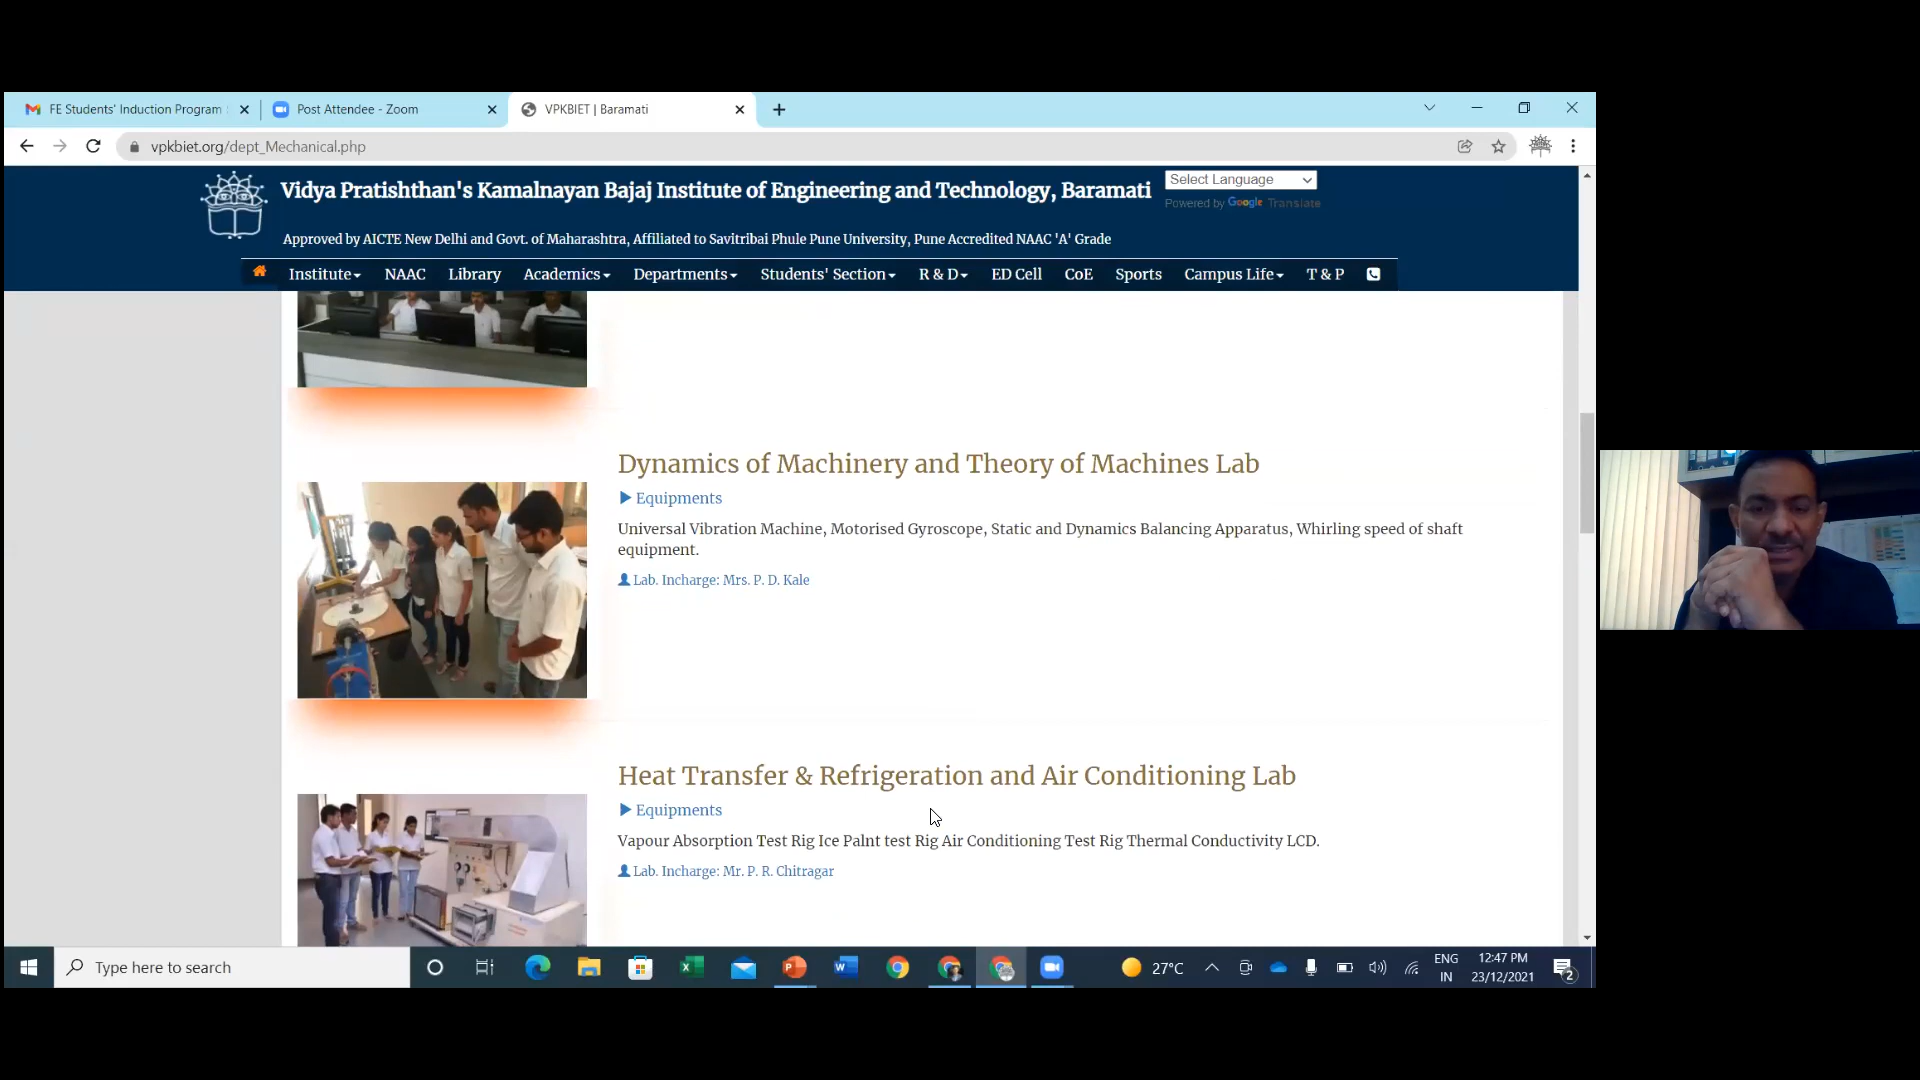 FE Students' Induction Program
Post Attendee - Zoom
VPKBIET | Baramati
vpkbiet.org/dept_Mechanical.php
Vidya Pratishthan's Kamalnayan Bajaj Institute of Engineering and Technology, Baramati
Select Language
Powered by Google Translate
Approved by AICTE New Delhi and Govt. of Maharashtra, Affiliated to Savitribai Phule Pune University, Pune Accredited NAAC 'A' Grade
Institute NAAC Library Academics Departments Students' Section R & D ED Cell CoE Sports Campus Life T & P
Dynamics of Machinery and Theory of Machines Lab
Equipments
Universal Vibration Machine, Motorised Gyroscope, Static and Dynamics Balancing Apparatus, Whirling speed of shaft
equipment.
Lab. Incharge: Mrs. P. D. Kale
Heat Transfer & Refrigeration and Air Conditioning Lab
Equipments
Vapour Absorption Test Rig Ice Palnt test Rig Air Conditioning Test Rig Thermal Conductivity LCD.
Lab. Incharge: Mr. P. R. Chitragar
Type here to search
27°C
ENG
IN
12:47 PM
23/12/2021
2